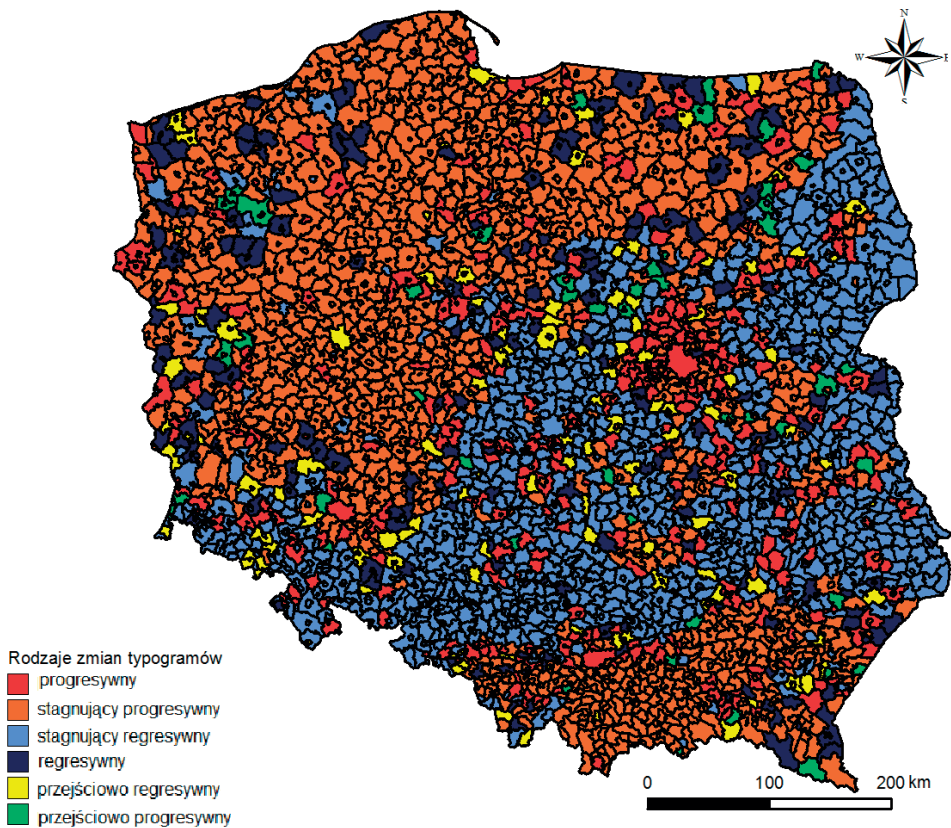 N
W
E
S
Rodzaje zmian typogramów
progresywny
stagnujący progresywny
stagnujący regresywny
regresywny
przejściowo regresywny
przejściowo progresywny
0 100 200 km